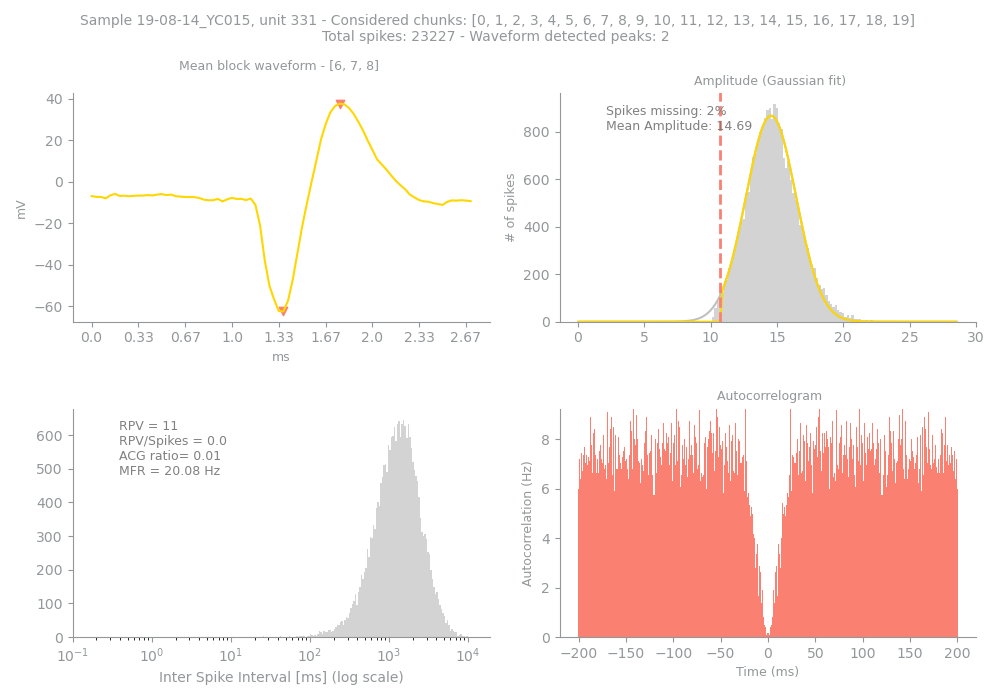 Sample 19-08-14_YC015, unit 331 - Considered chunks: [0, 1, 2, 3, 4, 5, 6, 7, 8, 9, 10, 11, 12, 13, 14, 15, 16, 17, 18, 19]
Total spikes: 23227 - Waveform detected peaks: 2
Mean block waveform - [6, 7, 8]
40
20
0
−20
−40
−60
mV
0.0 0.33 0.67 1.0 1.33 1.67 2.0 2.33 2.67
ms
Amplitude (Gaussian fit)
Spikes missing: 2%
Mean Amplitude: 14.69
800
600
400
200
0
# of spikes
0 5 10 15 20 25 30
RPV = 11
RPV/Spikes = 0.0
ACG ratio= 0.01
MFR = 20.08 Hz
600
500
400
300
200
100
0
10⁻¹ 10⁰ 10¹ 10² 10³ 10⁴
Inter Spike Interval [ms] (log scale)
Autocorrelogram
8
6
4
2
0
Autocorrelation (Hz)
−200 −150 −100 −50 0 50 100 150 200
Time (ms)